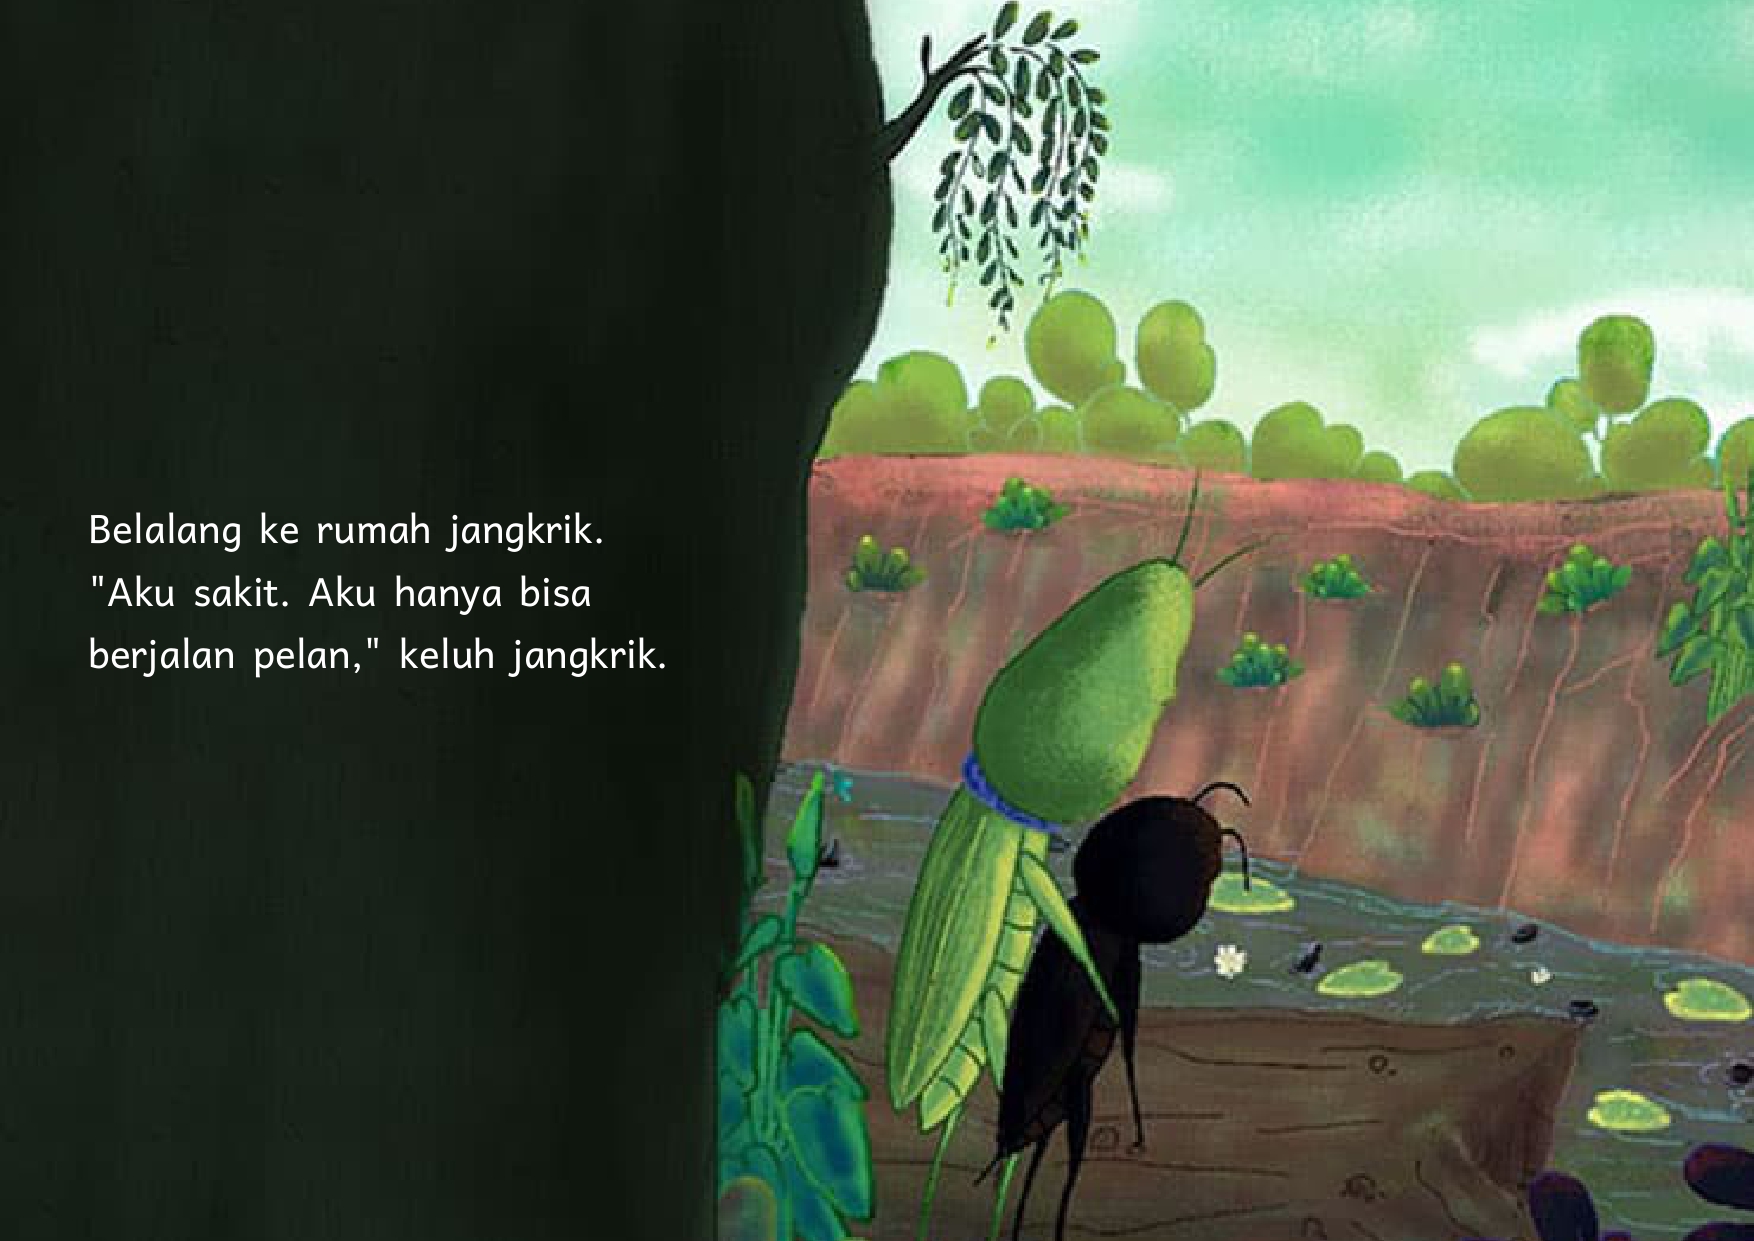 Belalang ke rumah jangkrik.
"Aku sakit. Aku hanya bisa
berjalan pelan," keluh jangkrik.